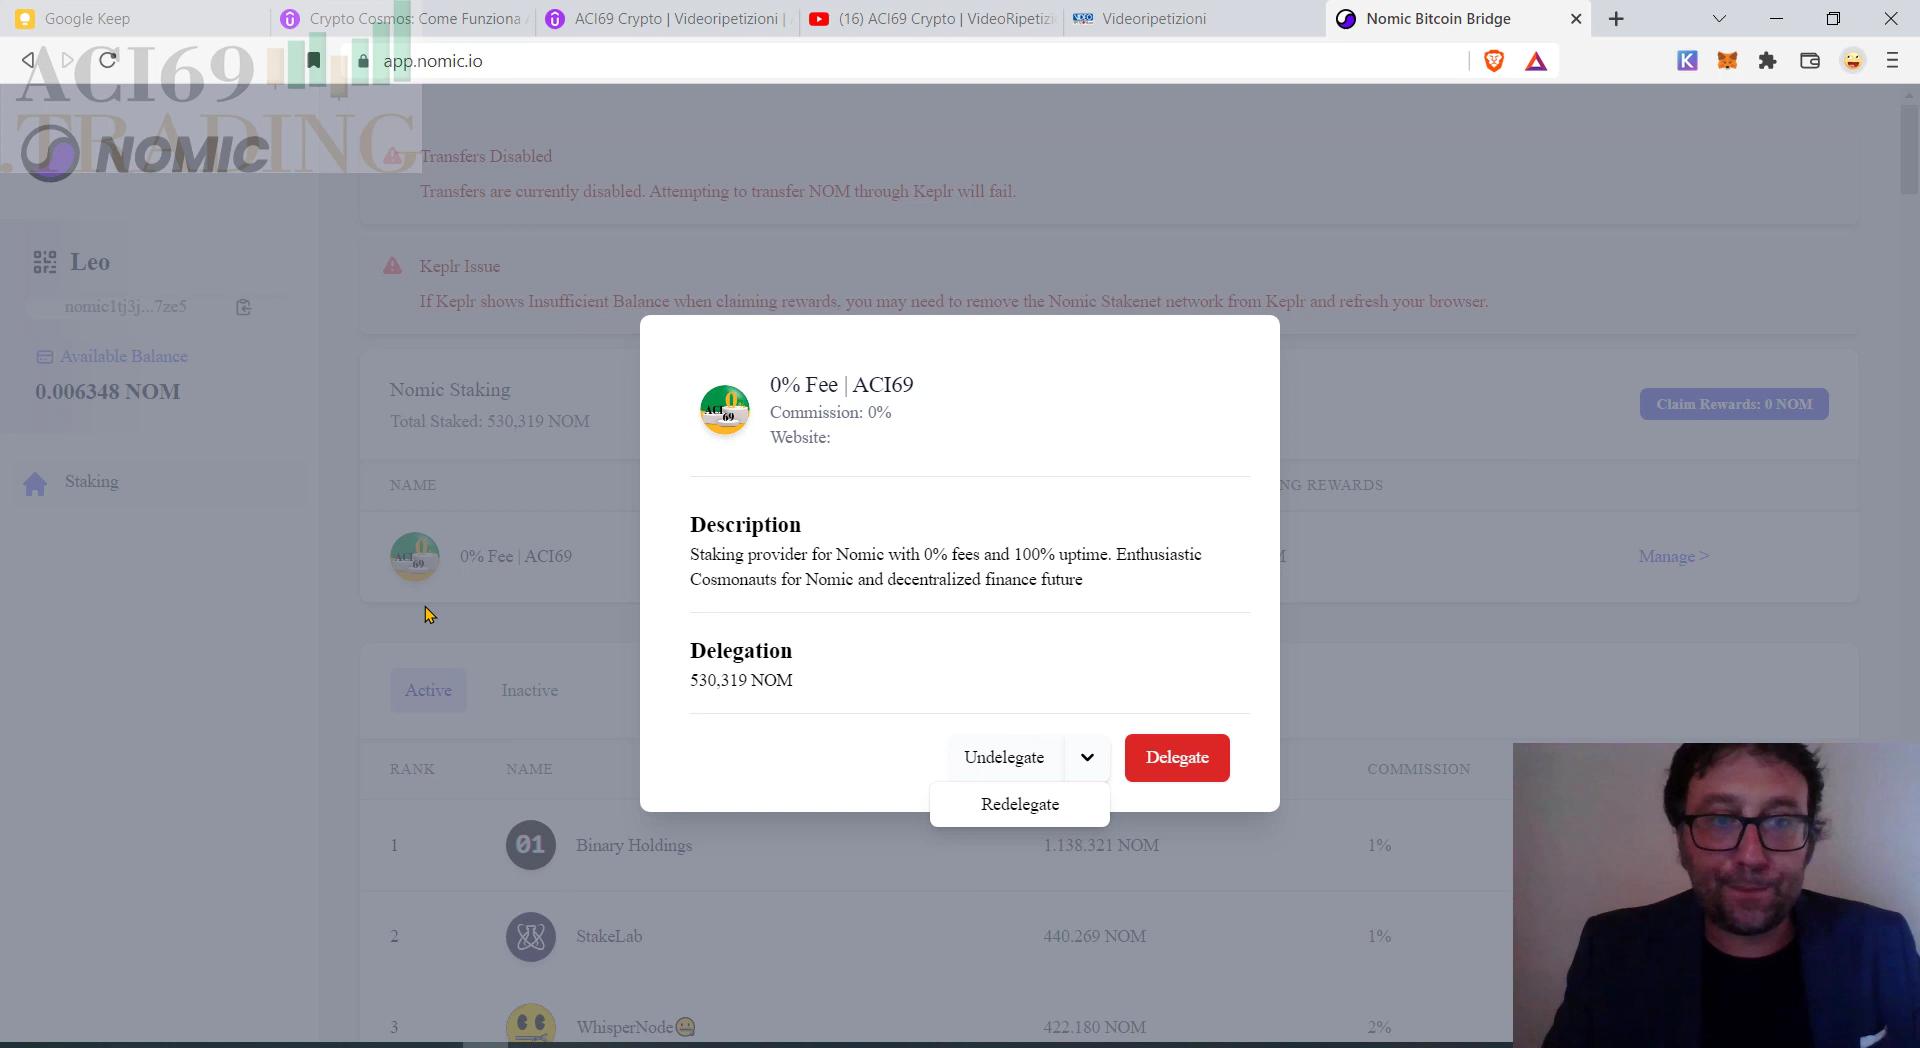 Google Keep
Crypto Cosmos: Come Funziona
ACI69 Crypto | Videoripetizioni |
(16) ACI69 Crypto | VideoRipetizi
Videoripetizioni
Nomic Bitcoin Bridge
app.nomic.io
ACI69
.TRADING
NOMIC
Transfers Disabled
Transfers are currently disabled. Attempting to transfer NOM through Keplr will fail.
Leo
nomic1tj3j...7ze5
Available Balance
0.006348 NOM
Staking
Keplr Issue
If Keplr shows Insufficient Balance when claiming rewards, you may need to remove the Nomic Stakenet network from Keplr and refresh your browser.
Nomic Staking
Total Staked: 530,319 NOM
Claim Rewards: 0 NOM
NAME
NG REWARDS
ACI 69
0% Fee | ACI69
M
Manage >
0
ACI
69
0% Fee | ACI69
Commission: 0%
Website:
Description
Staking provider for Nomic with 0% fees and 100% uptime. Enthusiastic
Cosmonauts for Nomic and decentralized finance future
Delegation
530,319 NOM
Undelegate
Delegate
Redelegate
Active
Inactive
RANK
NAME
COMMISSION
1
01
Binary Holdings
1.138.321 NOM
1%
2
StakeLab
440.269 NOM
1%
3
WhisperNode🤐
422.180 NOM
2%